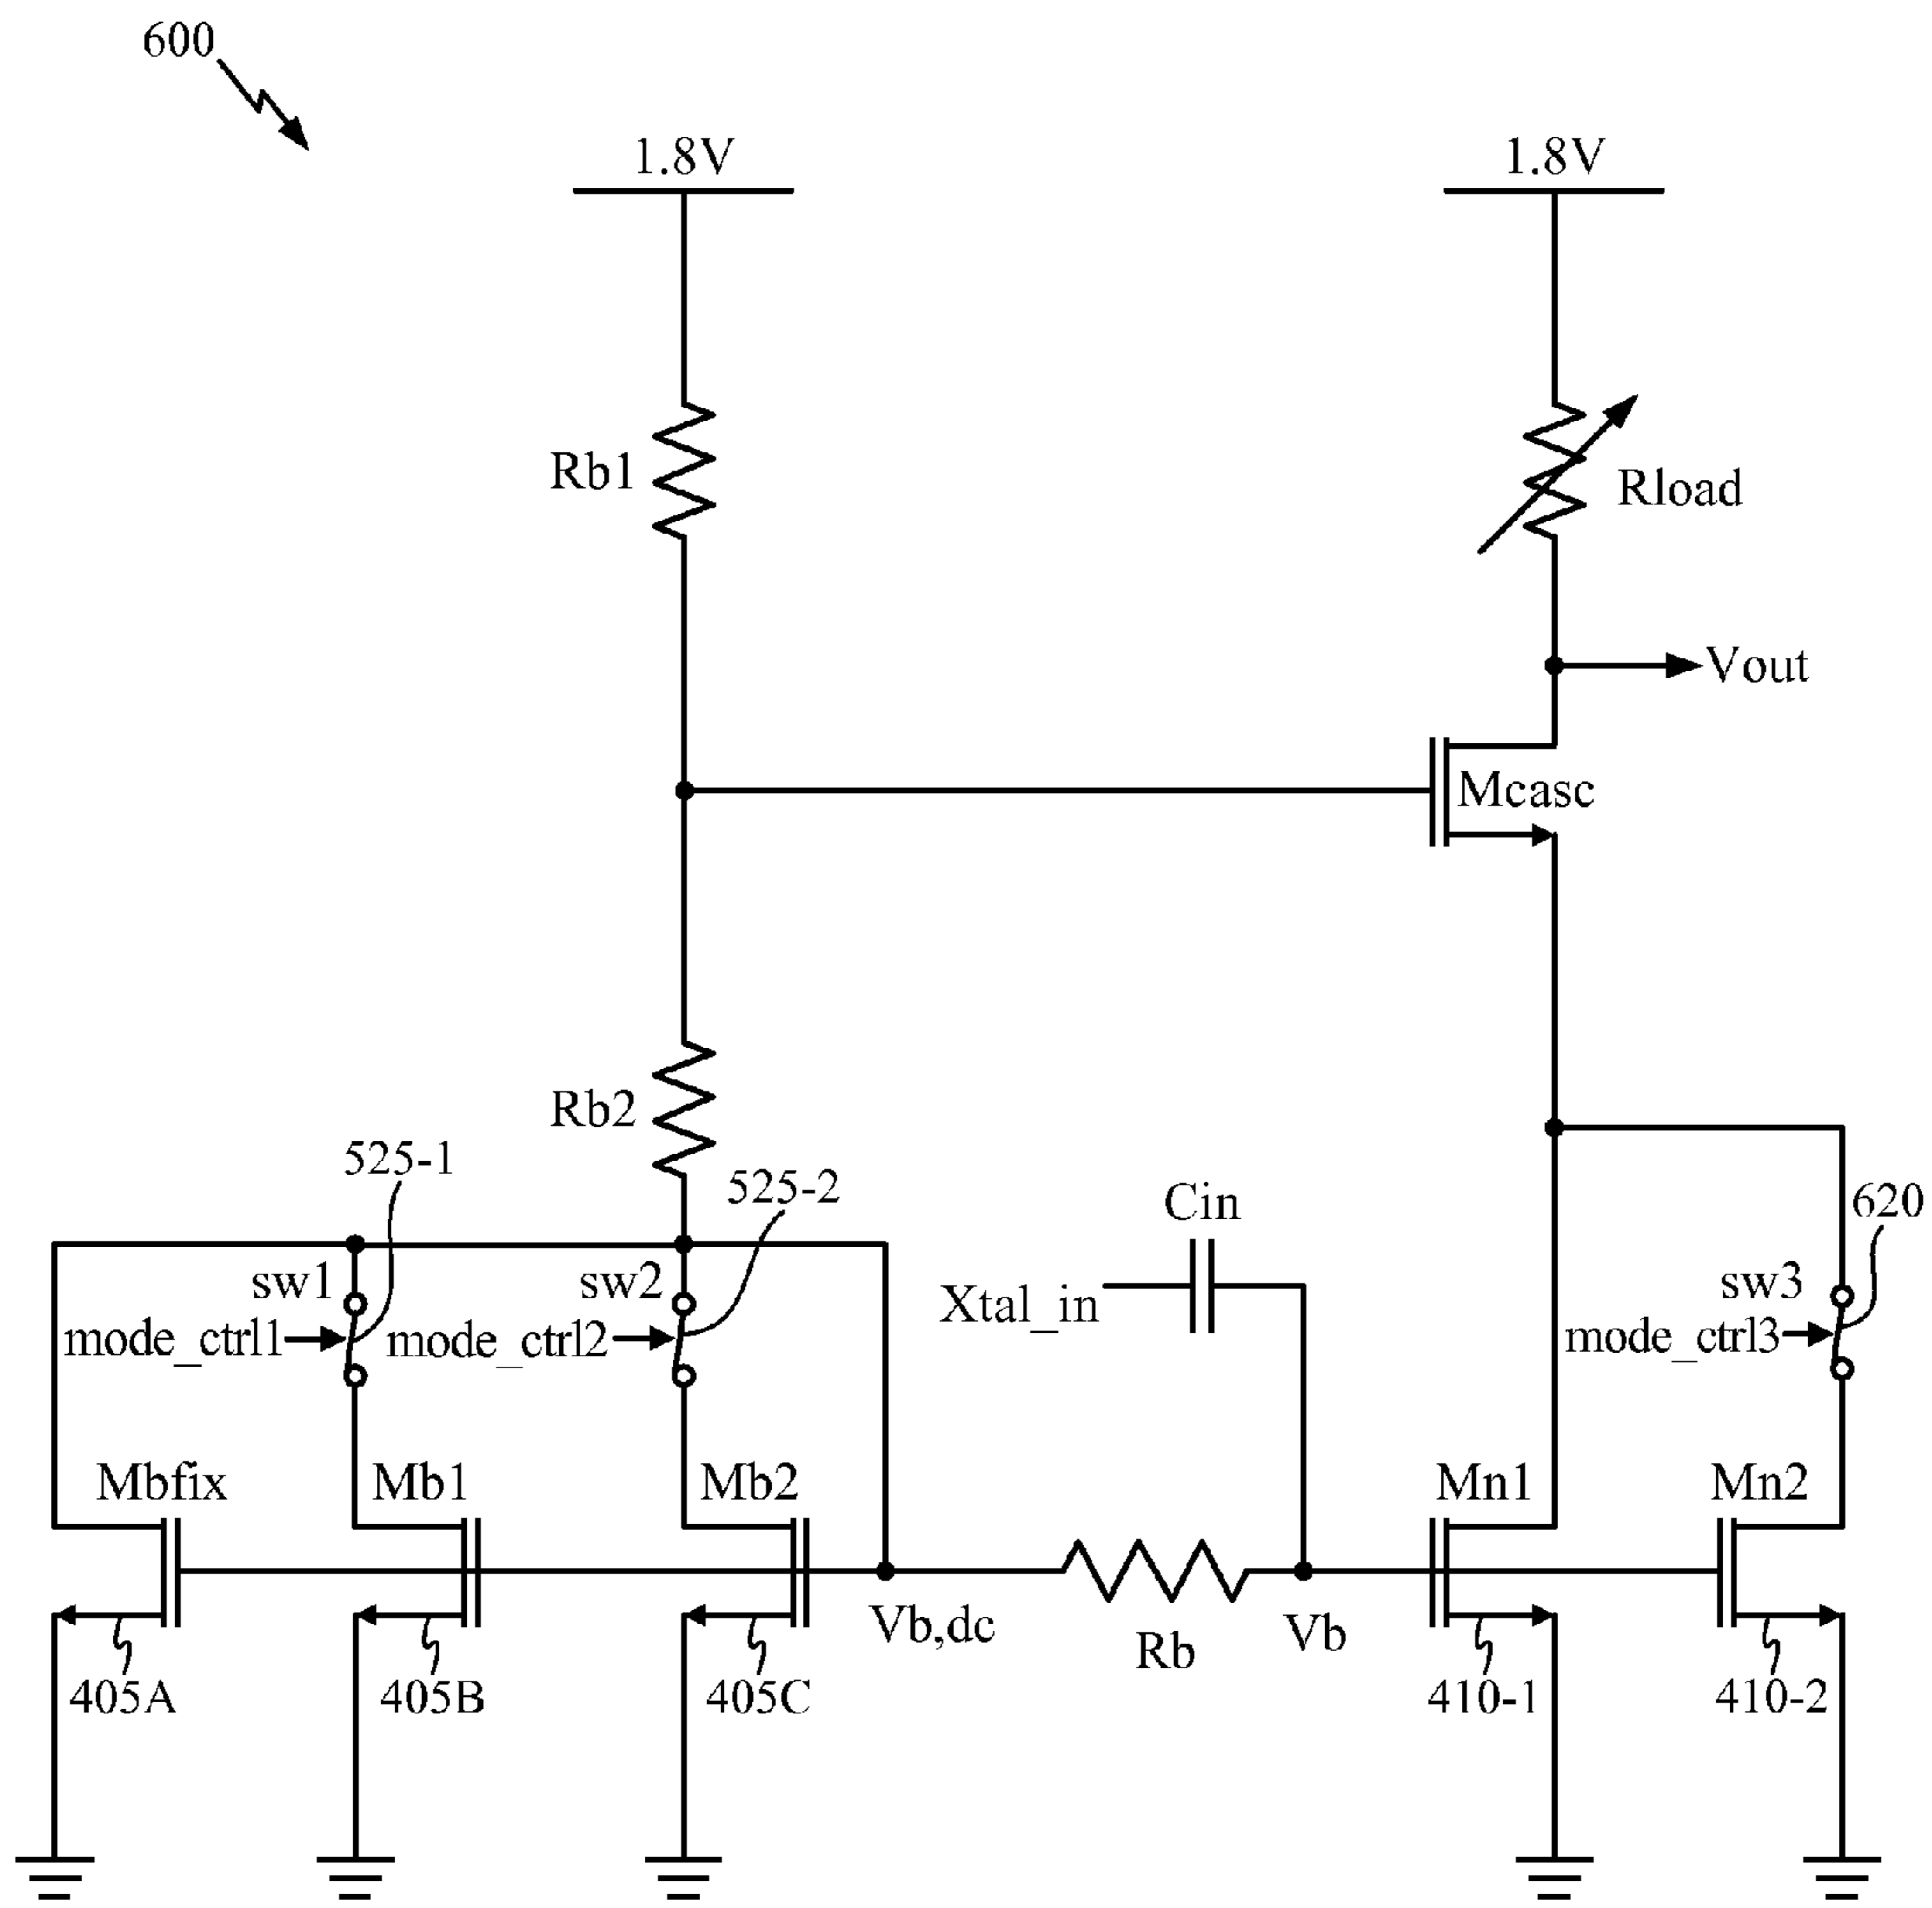 600
1.8V
1.8V
Rb1
Rload
Vout
Mcasc
Rb2
525-1
525-2
Cin
620
sw1
sw2
Xtal_in
sw3
mode_ctrl1
mode_ctrl2
mode_ctrl3
Mbfix
Mb1
Mb2
Mn1
Mn2
Vb,dc
Rb
Vb
405A
405B
405C
410-1
410-2